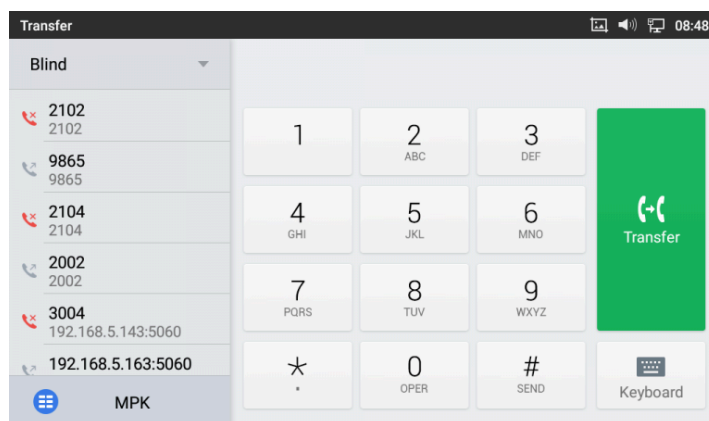 Transfer 08:48
Blind
2102
2102
9865
9865
2104
2104
2002
2002
3004
192.168.5.143:5060
192.168.5.163:5060
MPK
1
2
ABC
3
DEF
4
GHI
5
JKL
6
MNO
7
PQRS
8
TUV
9
WXYZ
*
.
0
OPER
#
SEND
Transfer
Keyboard